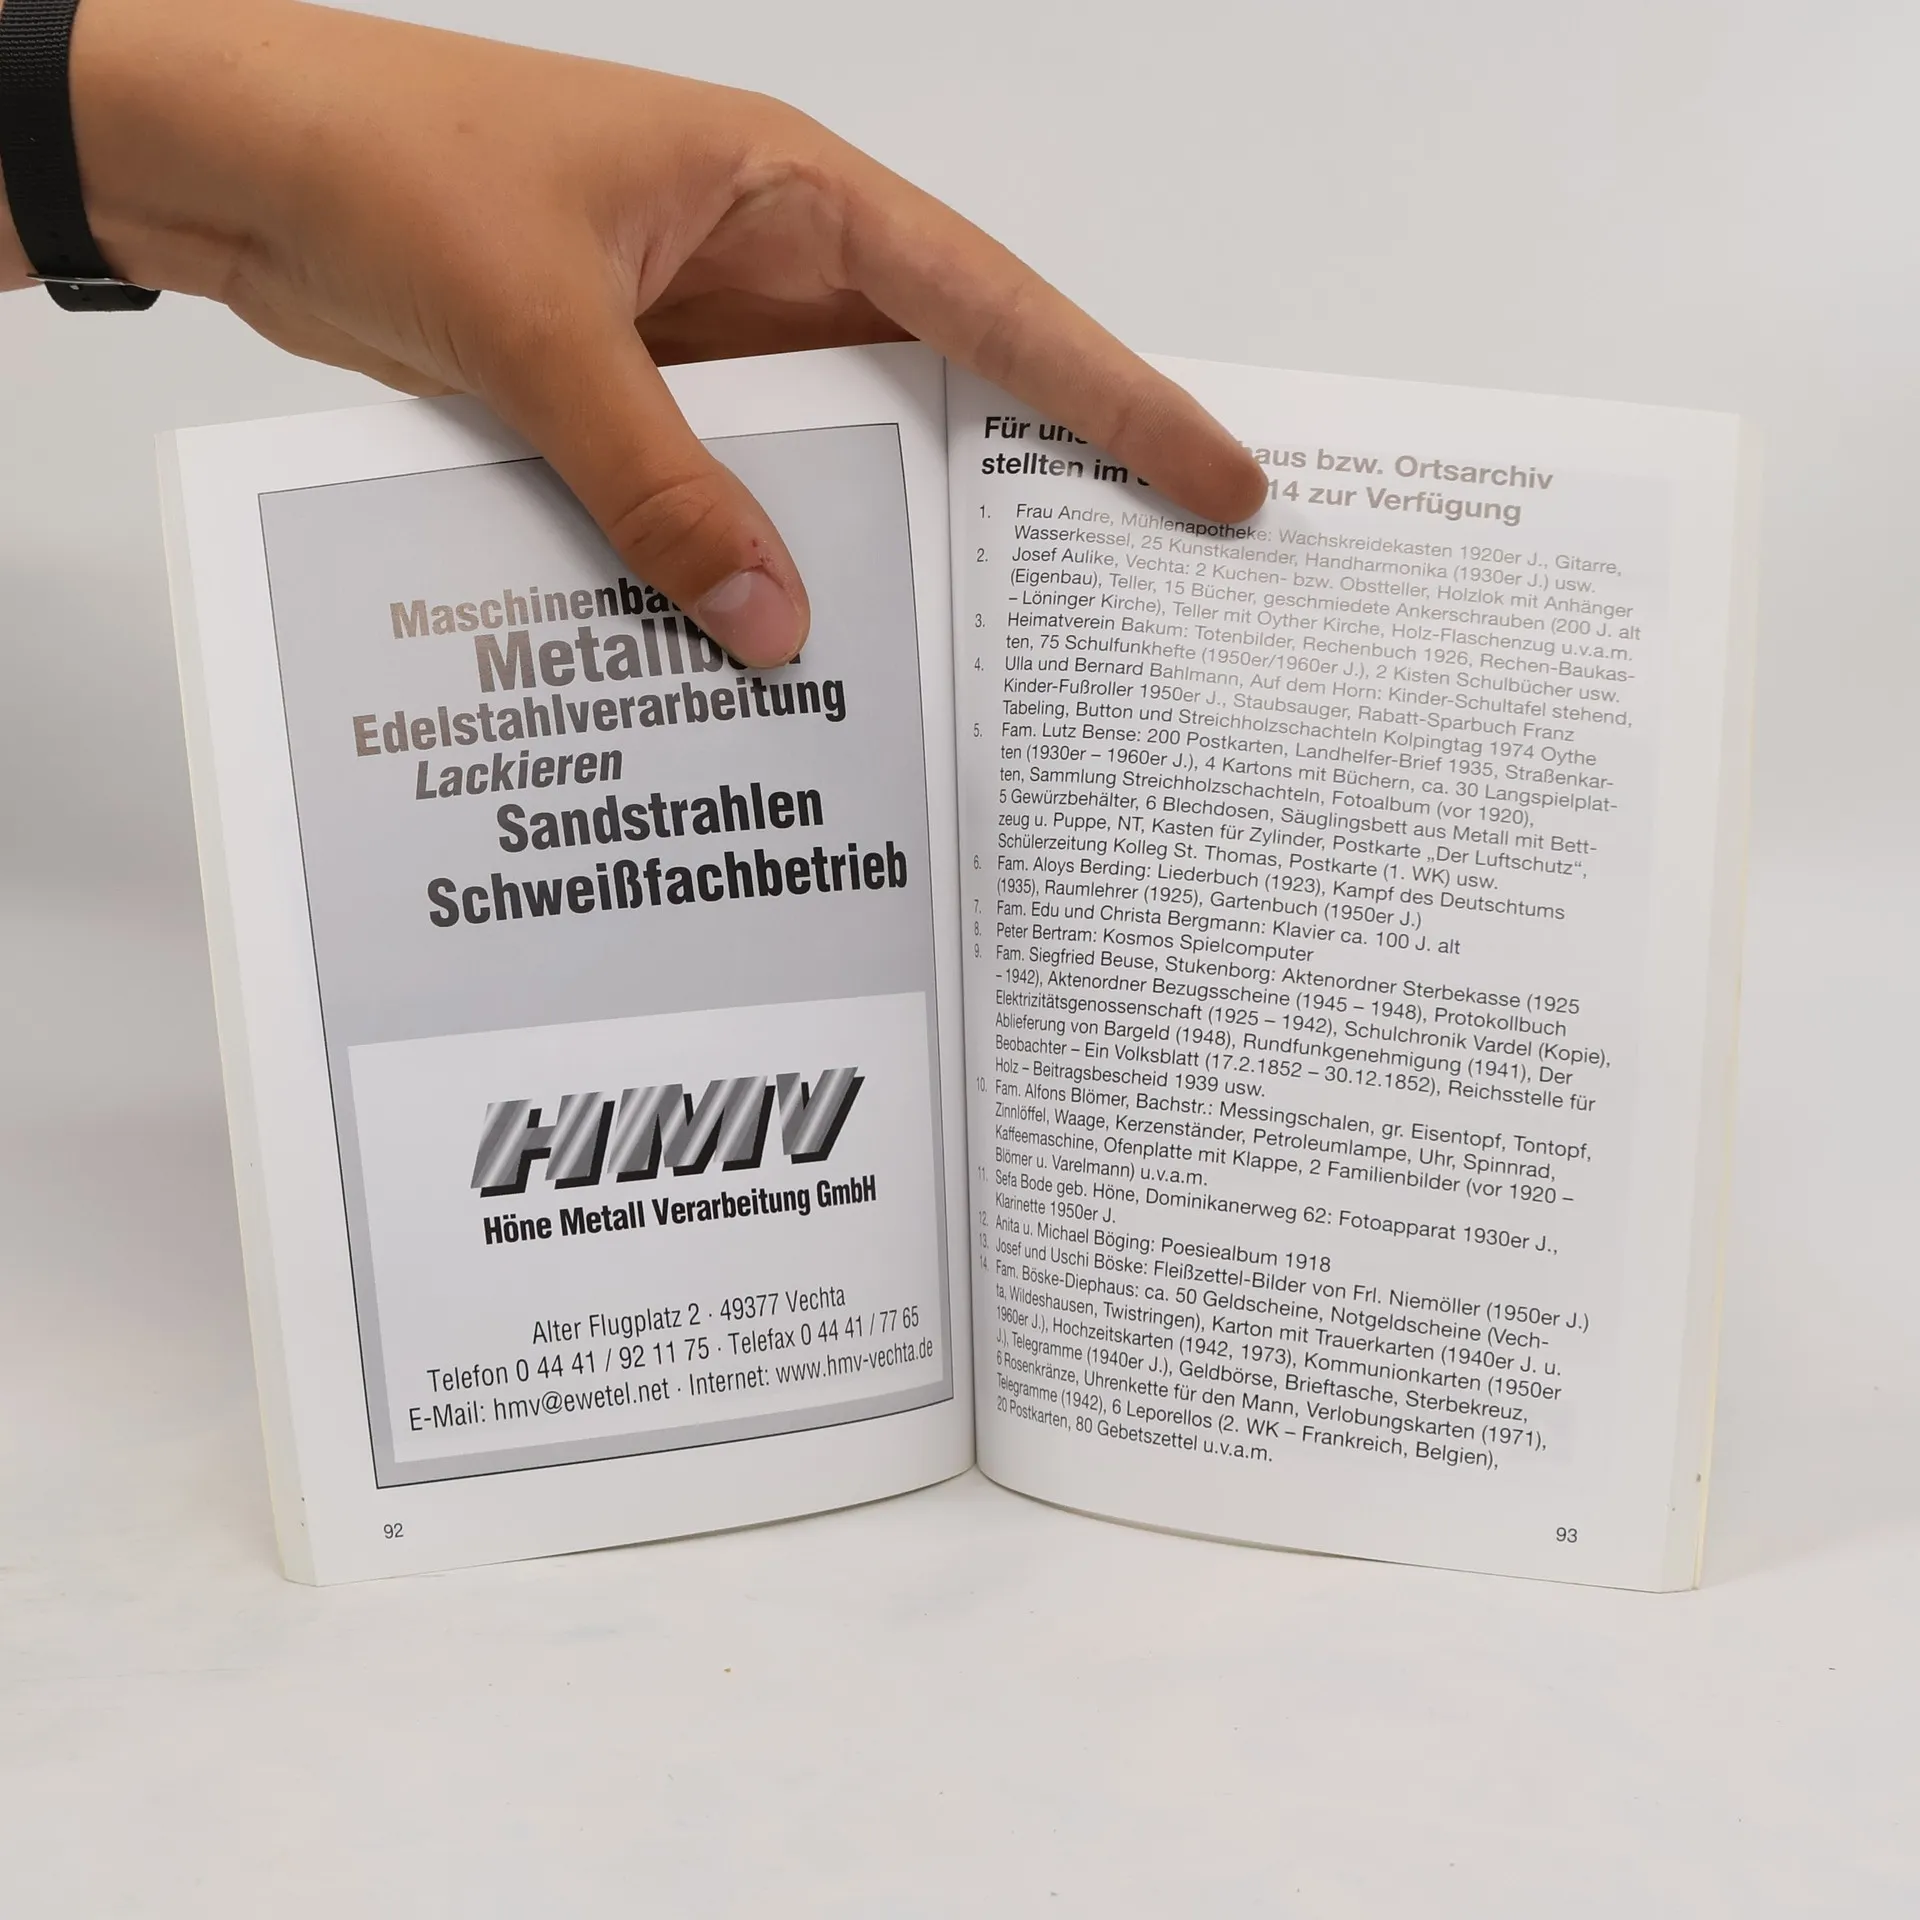 Maschinenba
Metallb
Edelstahlverarbeitung
Lackieren
Sandstrahlen
Schweißfachbetrieb
HMV
Höne Metall Verarbeitung GmbH
Alter Flugplatz 2 · 49377 Vechta
Telefon 0 44 41 / 92 11 75 · Telefax 0 44 41 / 77 65
E-Mail: hmv@ewetel.net · Internet: www.hmv-vechta.de
92
Für aus bzw. Ortsarchiv
stellten im 14 zur Verfügung
1. Frau Andre, Mühlenapotheke: Wachskreidekasten 1920er J., Gitarre,
Wasserkessel, 25 Kunstkalender, Handharmonika (1930er J.) usw.
2. Josef Aulike, Vechta: 2 Kuchen- bzw. Obstteller, Holzlok mit Anhänger
(Eigenbau), Teller, 15 Bücher, geschmiedete Ankerschrauben (200 J. alt
– Löninger Kirche), Teller mit Oyther Kirche, Holz-Flaschenzug u.v.a.m.
3. Heimatverein Bakum: Totenbilder, Rechenbuch 1926, Rechen-Baukas-
ten, 75 Schulfunkhefte (1950er/1960er J.), 2 Kisten Schulbücher usw.
4. Ulla und Bernard Bahlmann, Auf dem Horn: Kinder-Schultafel stehend,
Kinder-Fußroller 1950er J., Staubsauger, Rabatt-Sparbuch Franz
Tabeling, Button und Streichholzschachteln Kolpingtag 1974 Oythe
5. Fam. Lutz Bense: 200 Postkarten, Landhelfer-Brief 1935, Straßenkar-
ten (1930er – 1960er J.), 4 Kartons mit Büchern, ca. 30 Langspielplat-
ten, Sammlung Streichholzschachteln, Fotoalbum (vor 1920),
5 Gewürzbehälter, 6 Blechdosen, Säuglingsbett aus Metall mit Bett-
zeug u. Puppe, NT, Kasten für Zylinder, Postkarte „Der Luftschutz“,
Schülerzeitung Kolleg St. Thomas, Postkarte (1. WK) usw.
6. Fam. Aloys Berding: Liederbuch (1923), Kampf des Deutschtums
(1935), Raumlehrer (1925), Gartenbuch (1950er J.)
7. Fam. Edu und Christa Bergmann: Klavier ca. 100 J. alt
8. Peter Bertram: Kosmos Spielcomputer
9. Fam. Siegfried Beuse, Stukenborg: Aktenordner Sterbekasse (1925
– 1942), Aktenordner Bezugsscheine (1945 – 1948), Protokollbuch
Elektrizitätsgenossenschaft (1925 – 1942), Schulchronik Vardel (Kopie),
Ablieferung von Bargeld (1948), Rundfunkgenehmigung (1941), Der
Beobachter – Ein Volksblatt (17.2.1852 – 30.12.1852), Reichsstelle für
Holz – Beitragsbescheid 1939 usw.
10. Fam. Alfons Blömer, Bachstr.: Messingschalen, gr. Eisentopf, Tontopf,
Zinnlöffel, Waage, Kerzenständer, Petroleumlampe, Uhr, Spinnrad,
Kaffeemaschine, Ofenplatte mit Klappe, 2 Familienbilder (vor 1920 –
Blömer u. Varelmann) u.v.a.m.
11. Sefa Bode geb. Höne, Dominikanerweg 62: Fotoapparat 1930er J.,
Klarinette 1950er J.
12. Anita u. Michael Böging: Poesiealbum 1918
13. Josef und Uschi Böske: Fleißzettel-Bilder von Frl. Niemöller (1950er J.)
14. Fam. Böske-Diephaus: ca. 50 Geldscheine, Notgeldscheine (Vech-
ta, Wildeshausen, Twistringen), Karton mit Trauerkarten (1940er J. u.
1960er J.), Hochzeitskarten (1942, 1973), Kommunionkarten (1950er
J.), Telegramme (1940er J.), Geldbörse, Brieftasche, Sterbekreuz,
6 Rosenkränze, Uhrenkette für den Mann, Verlobungskarten (1971),
Telegramme (1942), 6 Leporellos (2. WK – Frankreich, Belgien),
20 Postkarten, 80 Gebetszettel u.v.a.m.
93